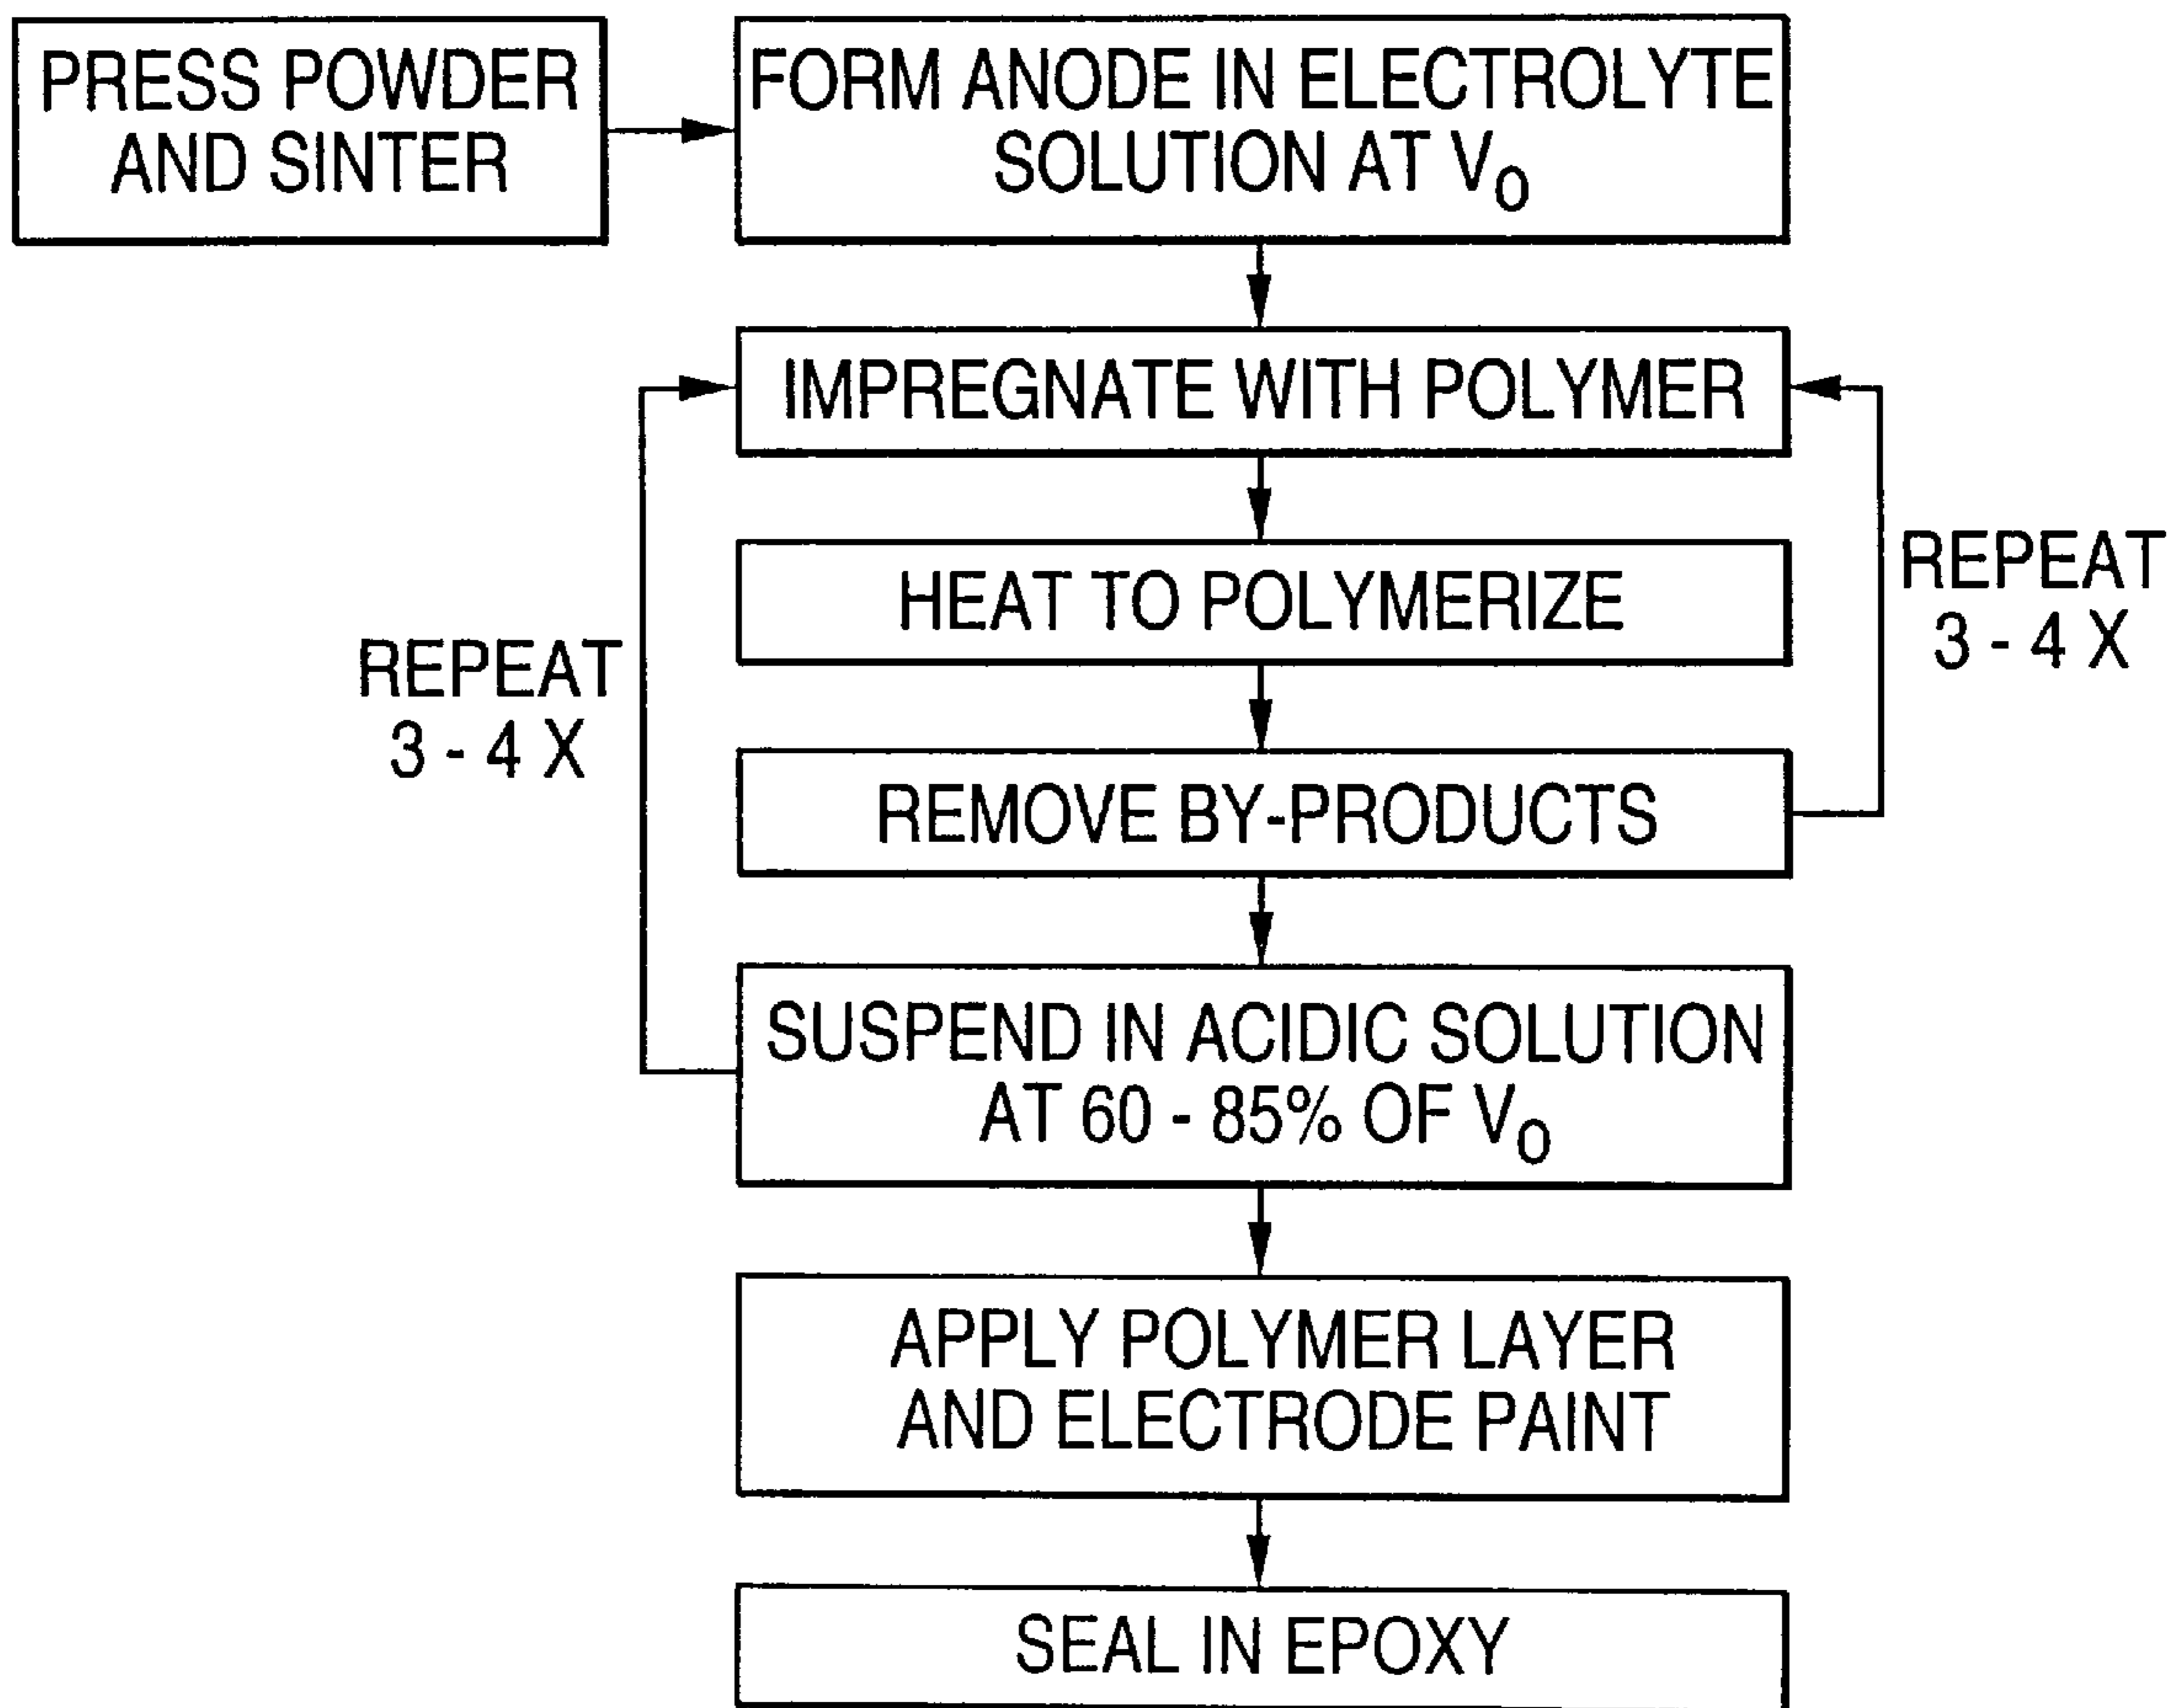 PRESS POWDER
AND SINTER
FORM ANODE IN ELECTROLYTE
SOLUTION AT VO
IMPREGNATE WITH POLYMER
HEAT TO POLYMERIZE
REPEAT
3 - 4 X
REPEAT
3 - 4 X
REMOVE BY-PRODUCTS
SUSPEND IN ACIDIC SOLUTION
AT 60 - 85% OF VO
APPLY POLYMER LAYER
AND ELECTRODE PAINT
SEAL IN EPOXY